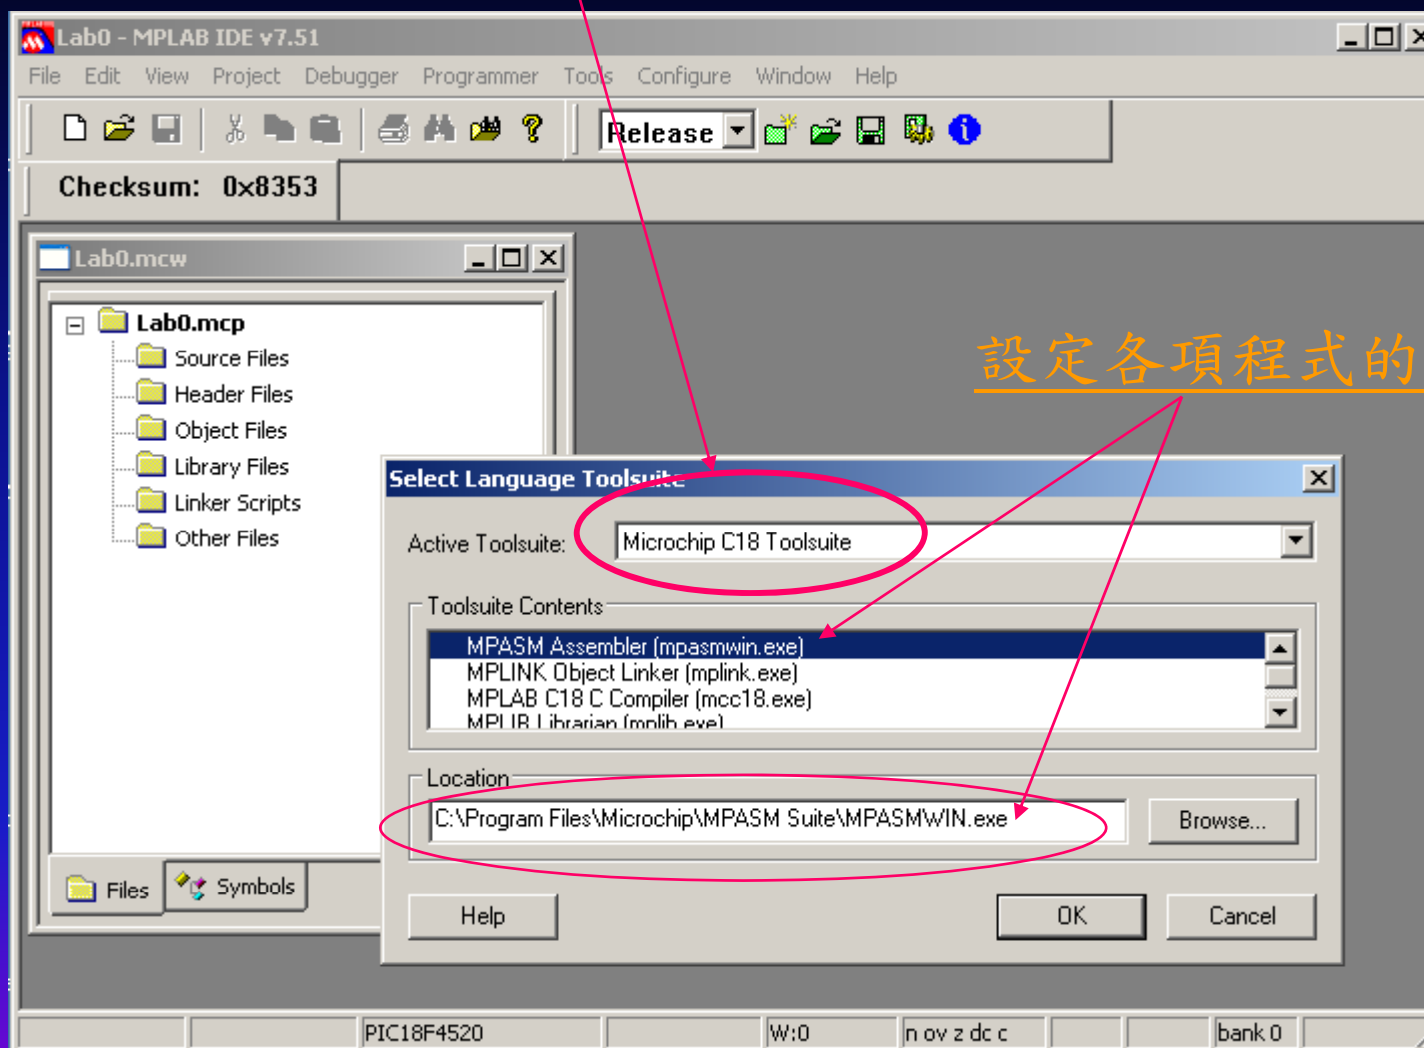 Lab0 - MPLAB IDE v7.51
File Edit View Project Debugger Programmer Tools Configure Window Help
Release
Checksum: 0x8353
Lab0.mcw
Lab0.mcp
Source Files
Header Files
Object Files
Library Files
Linker Scripts
Other Files
設定各項程式的
Select Language Toolsuite
Active Toolsuite: Microchip C18 Toolsuite
Toolsuite Contents
MPASM Assembler (mpasmwin.exe)
MPLINK Object Linker (mplink.exe)
MPLAB C18 C Compiler (mcc18.exe)
MPLIB Librarian (mplib.exe)
Location
C:\Program Files\Microchip\MPASM Suite\MPASMWIN.exe
Browse...
Files Symbols
Help OK Cancel
PIC18F4520 W:0 n ov z dc c bank 0